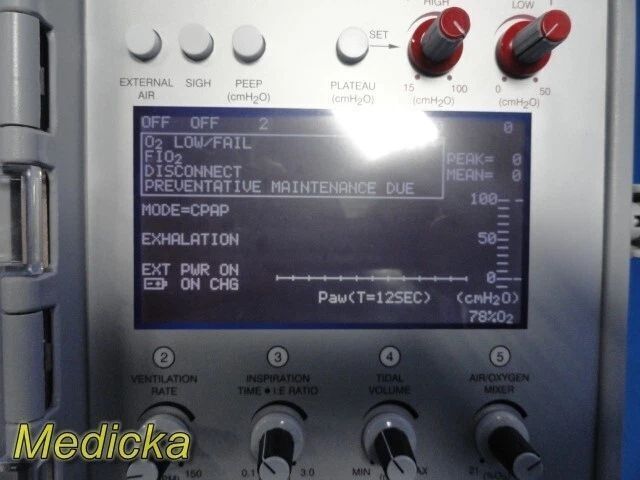 HIGH
LOW
SET
EXTERNAL AIR
SIGH
PEEP (cmH2O)
PLATEAU (cmH2O)
15 100
(cmH2O)
0 50
(cmH2O)
OFF OFF 2 0
O2 LOW/FAIL
FIO2
DISCONNECT
PREVENTATIVE MAINTENANCE DUE
PEAK= 0
MEAN= 0
100
MODE=CPAP
EXHALATION
50
EXT PWR ON
ON CHG
0
Paw(T=12SEC) (cmH2O)
78%O2
2
VENTILATION RATE
3
INSPIRATION TIME • I:E RATIO
4
TIDAL VOLUME
5
AIR/OXYGEN MIXER
150
0.1 3.0
MIN
21
Medicka